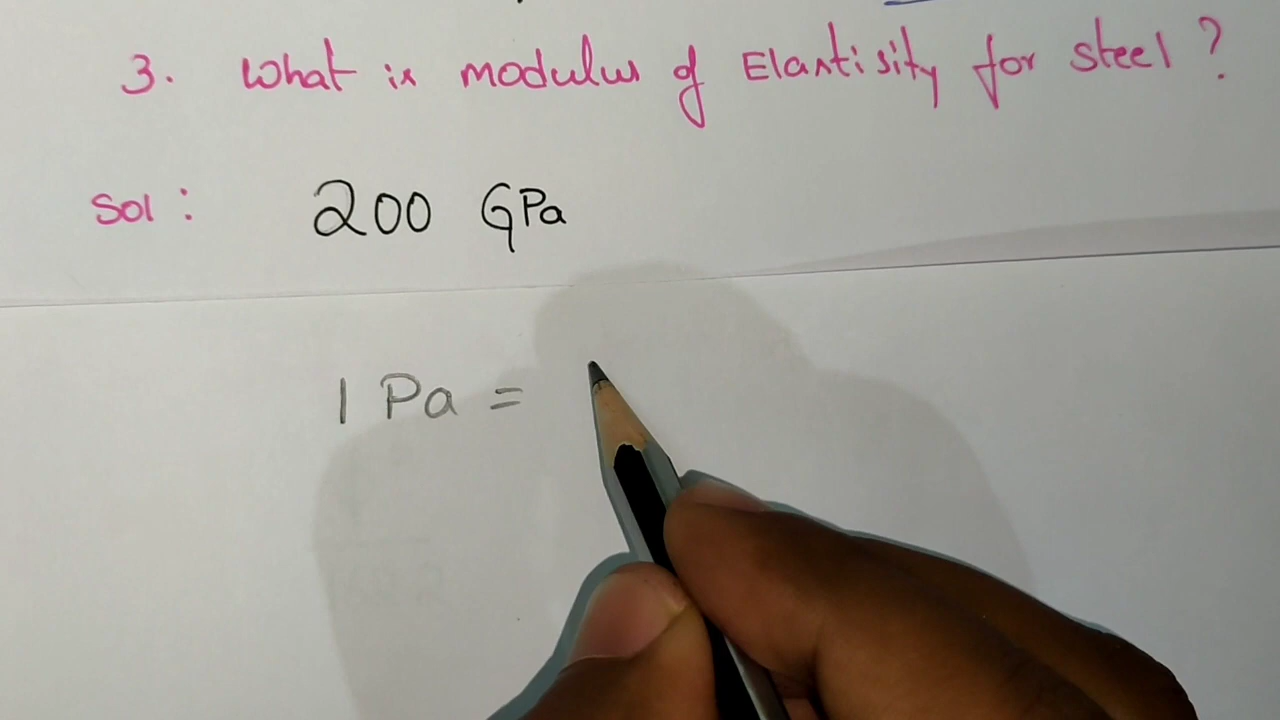 3. What is modulus of Elastisity for steel ?
Sol : 200 GPa
1 Pa =